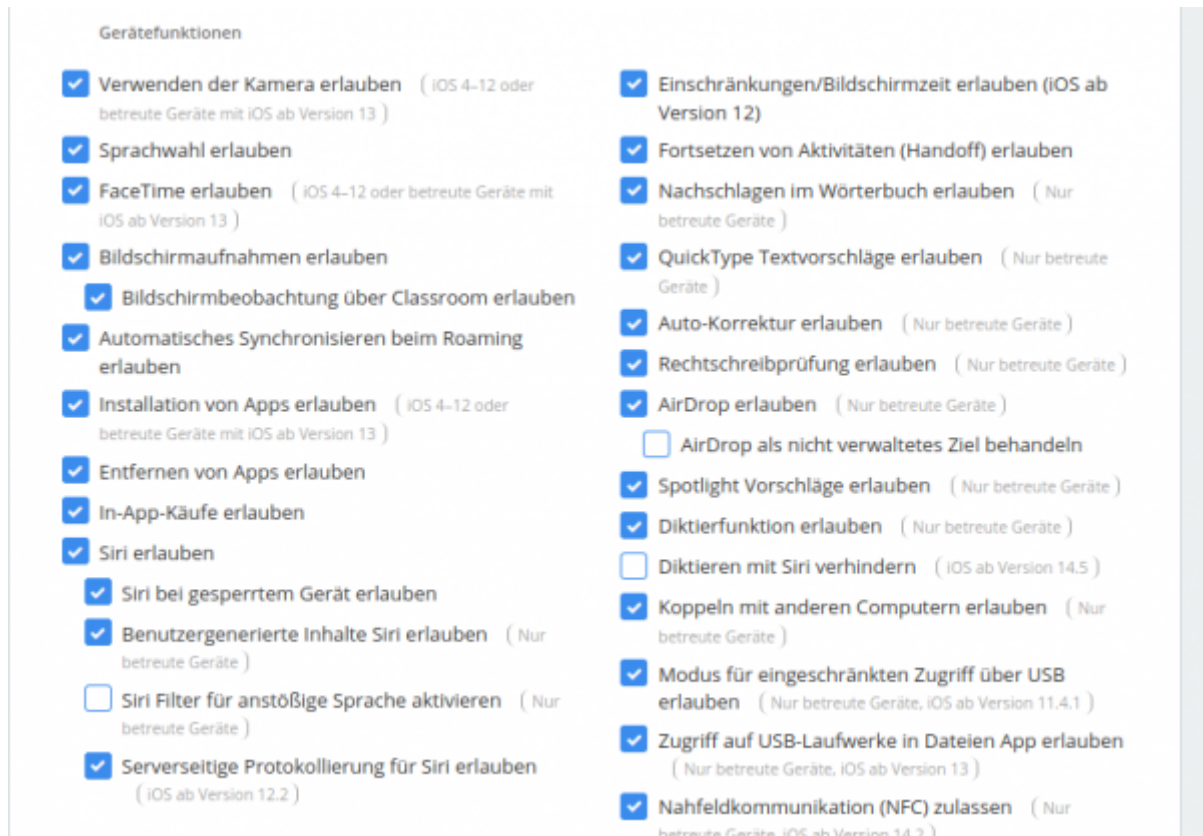 Gerätefunktionen
Verwenden der Kamera erlauben ( iOS 4–12 oder
betreute Geräte mit iOS ab Version 13 )
Sprachwahl erlauben
FaceTime erlauben ( iOS 4–12 oder betreute Geräte mit
iOS ab Version 13 )
Bildschirmaufnahmen erlauben
Bildschirmbeobachtung über Classroom erlauben
Automatisches Synchronisieren beim Roaming
erlauben
Installation von Apps erlauben ( iOS 4–12 oder
betreute Geräte mit iOS ab Version 13 )
Entfernen von Apps erlauben
In-App-Käufe erlauben
Siri erlauben
Siri bei gesperrtem Gerät erlauben
Benutzergenerierte Inhalte Siri erlauben ( Nur
betreute Geräte )
Siri Filter für anstößige Sprache aktivieren ( Nur
betreute Geräte )
Serverseitige Protokollierung für Siri erlauben
( iOS ab Version 12.2 )
Einschränkungen/Bildschirmzeit erlauben (iOS ab
Version 12)
Fortsetzen von Aktivitäten (Handoff) erlauben
Nachschlagen im Wörterbuch erlauben ( Nur
betreute Geräte )
QuickType Textvorschläge erlauben ( Nur betreute
Geräte )
Auto-Korrektur erlauben ( Nur betreute Geräte )
Rechtschreibprüfung erlauben ( Nur betreute Geräte )
AirDrop erlauben ( Nur betreute Geräte )
AirDrop als nicht verwaltetes Ziel behandeln
Spotlight Vorschläge erlauben ( Nur betreute Geräte )
Diktierfunktion erlauben ( Nur betreute Geräte )
Diktieren mit Siri verhindern ( iOS ab Version 14.5 )
Koppeln mit anderen Computern erlauben ( Nur
betreute Geräte )
Modus für eingeschränkten Zugriff über USB
erlauben ( Nur betreute Geräte, iOS ab Version 11.4.1 )
Zugriff auf USB-Laufwerke in Dateien App erlauben
( Nur betreute Geräte, iOS ab Version 13 )
Nahfeldkommunikation (NFC) zulassen ( Nur
betreute Geräte, iOS ab Version 14.2 )